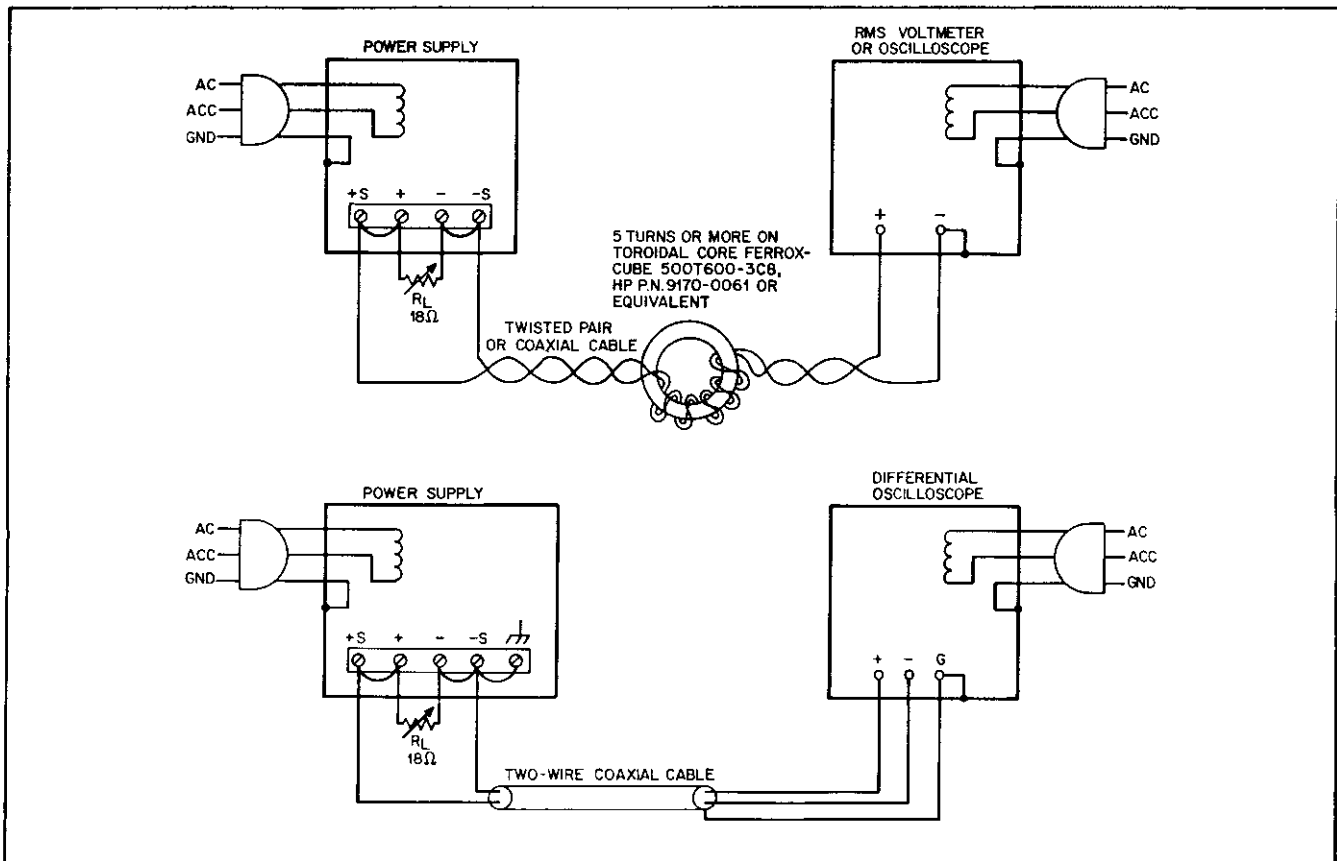 POWER SUPPLY
RMS VOLTMETER
OR OSCILLOSCOPE
AC
ACC
GND
AC
ACC
GND
+S + - -S
+ -
RL
18Ω
5 TURNS OR MORE ON
TOROIDAL CORE FERROX-
CUBE 500T600-3C8,
HP P.N. 9170-0061 OR
EQUIVALENT
TWISTED PAIR
OR COAXIAL CABLE
POWER SUPPLY
DIFFERENTIAL
OSCILLOSCOPE
AC
ACC
GND
AC
ACC
GND
+S + - -S
+ - G
RL
18Ω
TWO-WIRE COAXIAL CABLE